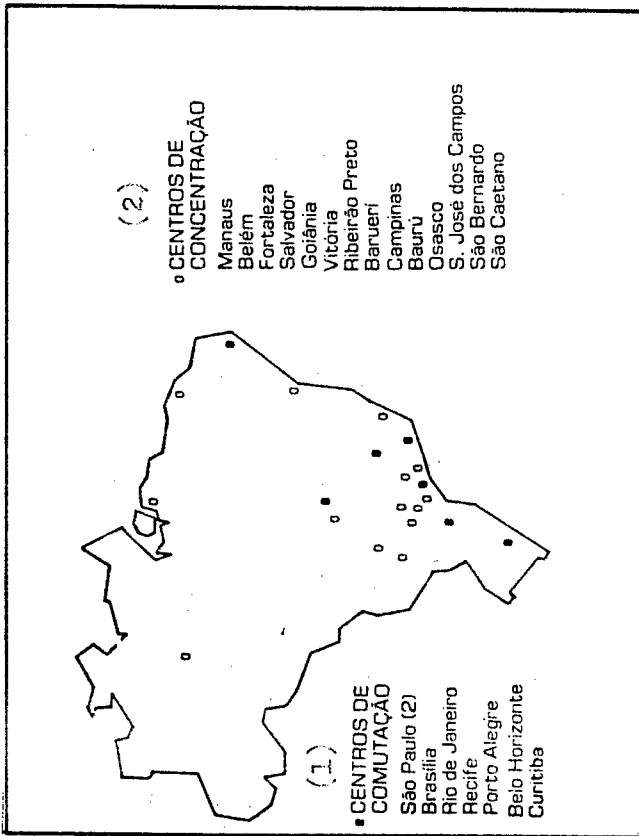 (1)
CENTROS DE
COMUTAÇÃO
São Paulo (2)
Brasília
Rio de Janeiro
Recife
Porto Alegre
Belo Horizonte
Curitiba
(2)
CENTROS DE
CONCENTRAÇÃO
Manaus
Belém
Fortaleza
Salvador
Goiânia
Vitória
Ribeirão Preto
Barueri
Campinas
Baurú
Osasco
S. José dos Campos
São Bernardo
São Caetano